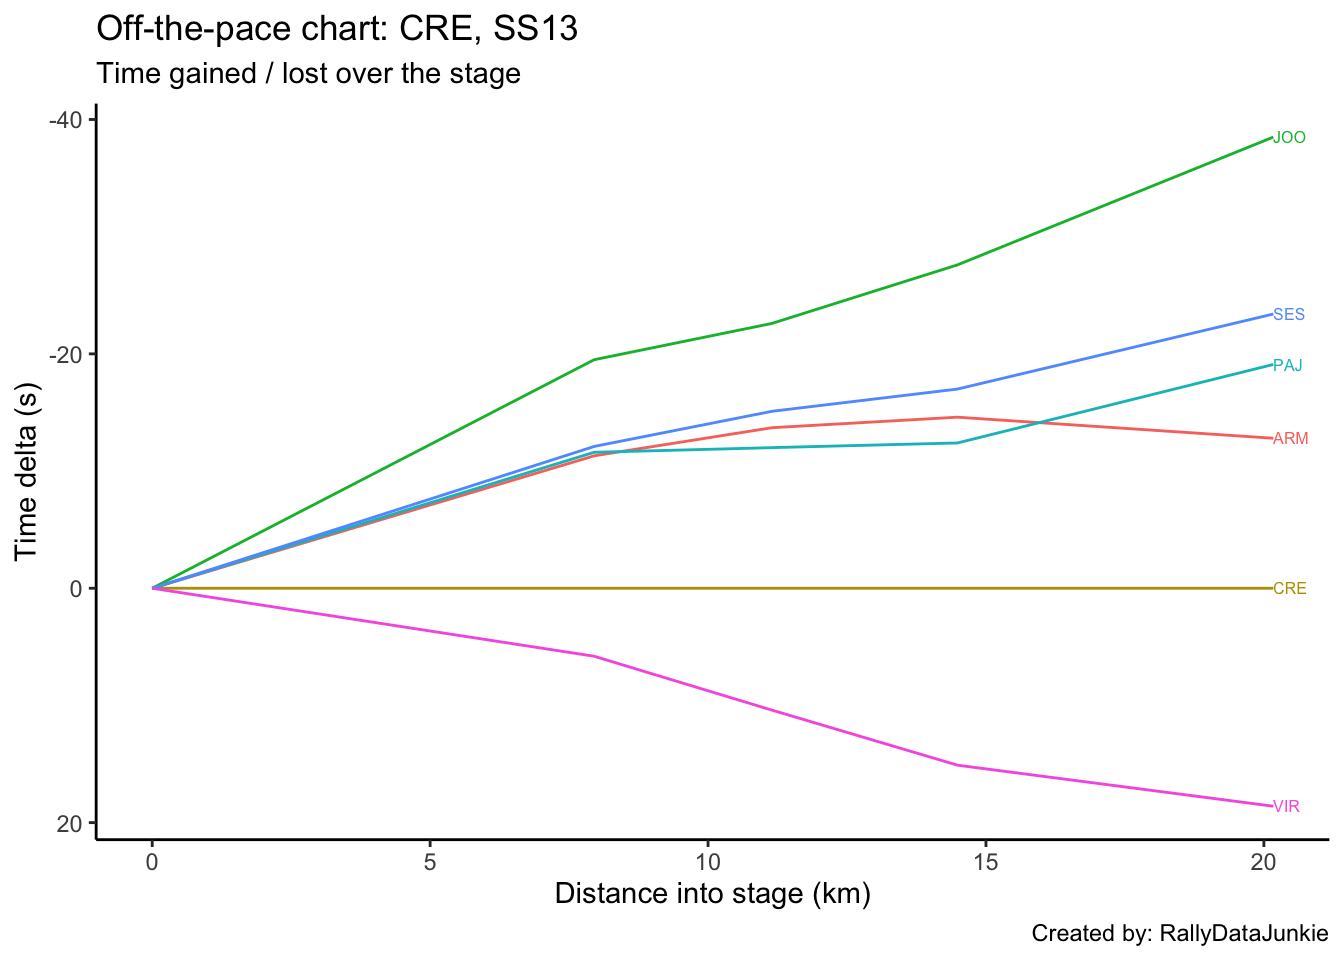 Off-the-pace chart: CRE, SS13
Time gained / lost over the stage
-40
-20
0
20
Time delta (s)
JOO
SES
PAJ
ARM
CRE
VIR
0 5 10 15 20
Distance into stage (km)
Created by: RallyDataJunkie